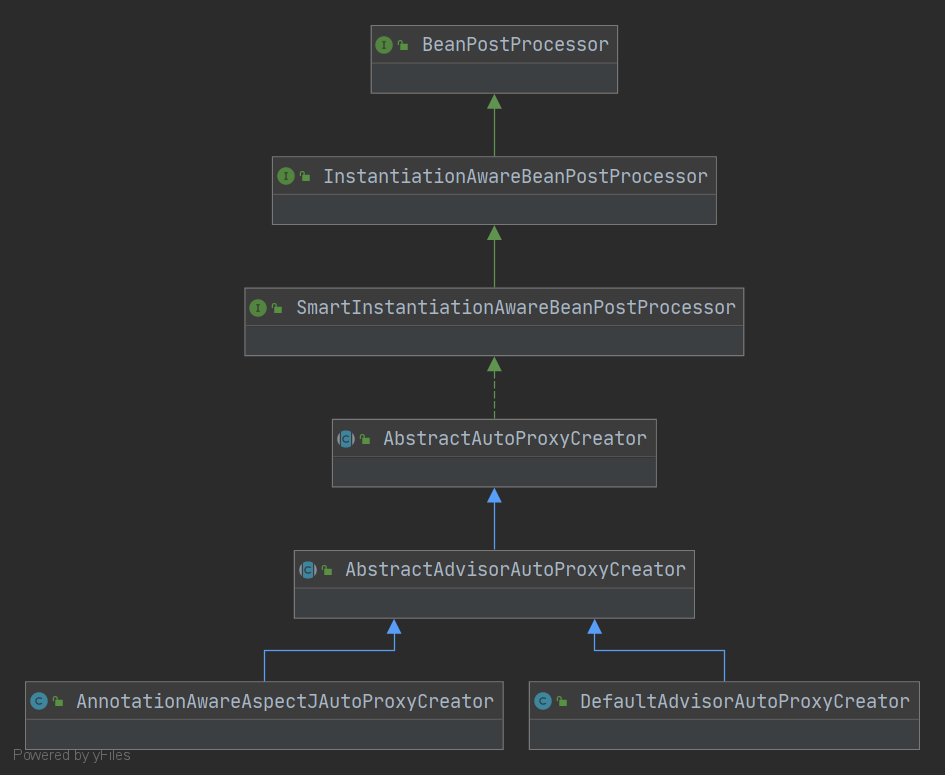 I BeanPostProcessor
I InstantiationAwareBeanPostProcessor
I SmartInstantiationAwareBeanPostProcessor
C AbstractAutoProxyCreator
C AbstractAdvisorAutoProxyCreator
C AnnotationAwareAspectJAutoProxyCreator
C DefaultAdvisorAutoProxyCreator
Powered by yFiles